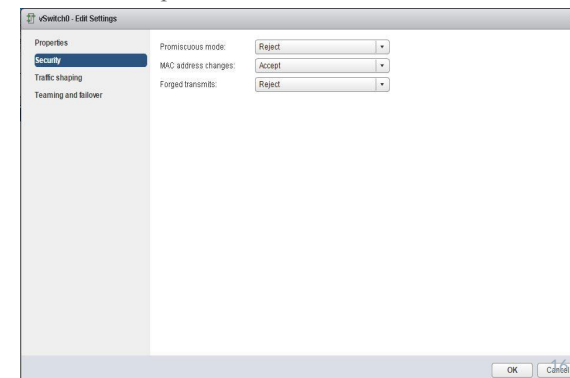 vSwitch0 - Edit Settings
Properties
Security
Traffic shaping
Teaming and failover
Promiscuous mode: Reject
MAC address changes: Accept
Forged transmits: Reject
OK Cancel
16